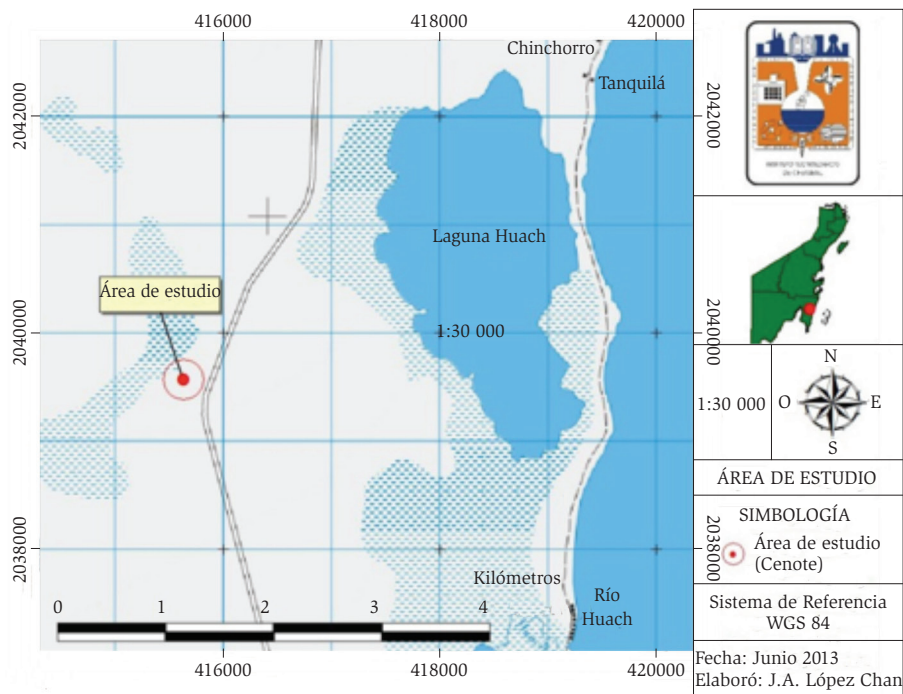 416000 418000 420000
Chinchorro
Tanquilá
2042000
2042000
Laguna Huach
Área de estudio
1:30 000
2040000
2040000
N
O E
S
1:30 000
ÁREA DE ESTUDIO
SIMBOLOGÍA
Área de estudio
(Cenote)
2038000
2038000
Kilómetros
0 1 2 3 4
Río
Huach
Sistema de Referencia
WGS 84
416000 418000 420000
Fecha: Junio 2013
Elaboró: J.A. López Chan